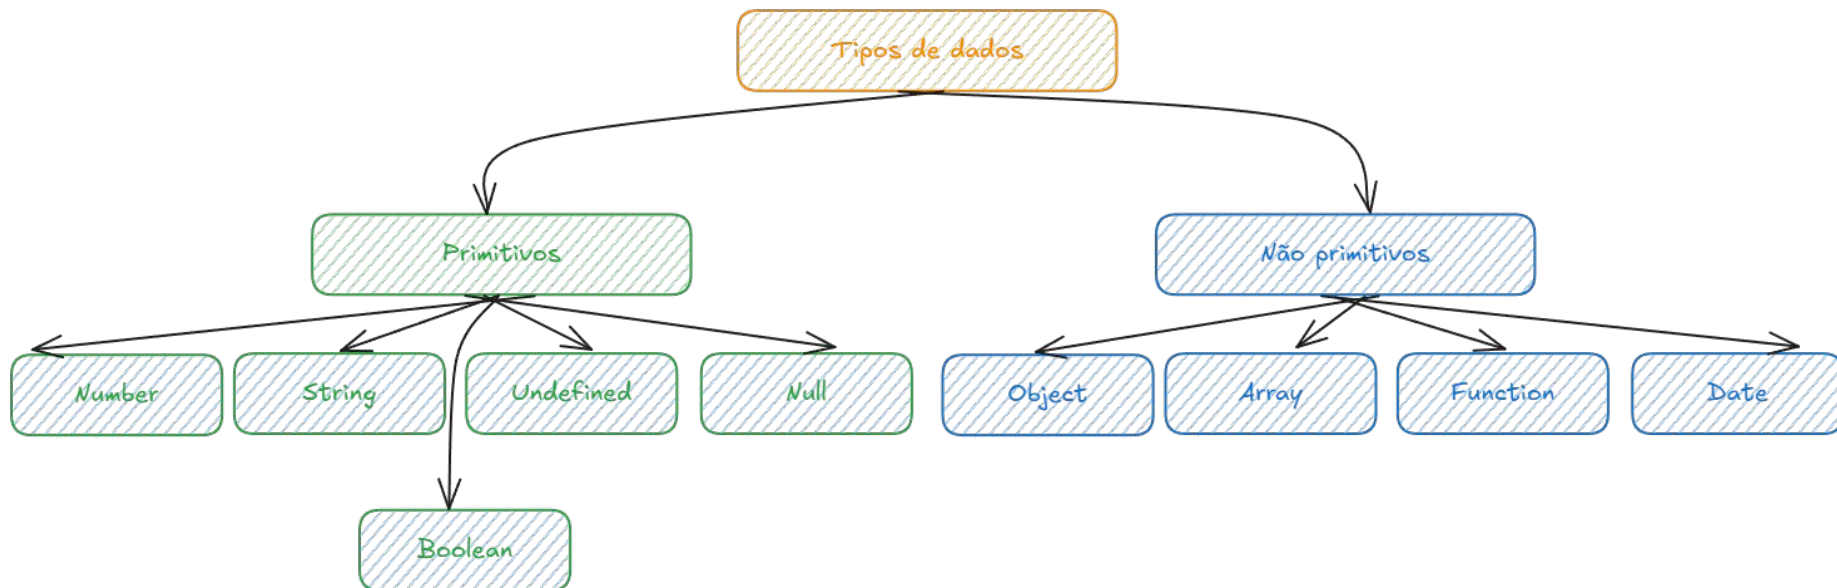 Tipos de dados
Primitivos
Não primitivos
Number
String
Undefined
Null
Object
Array
Function
Date
Boolean